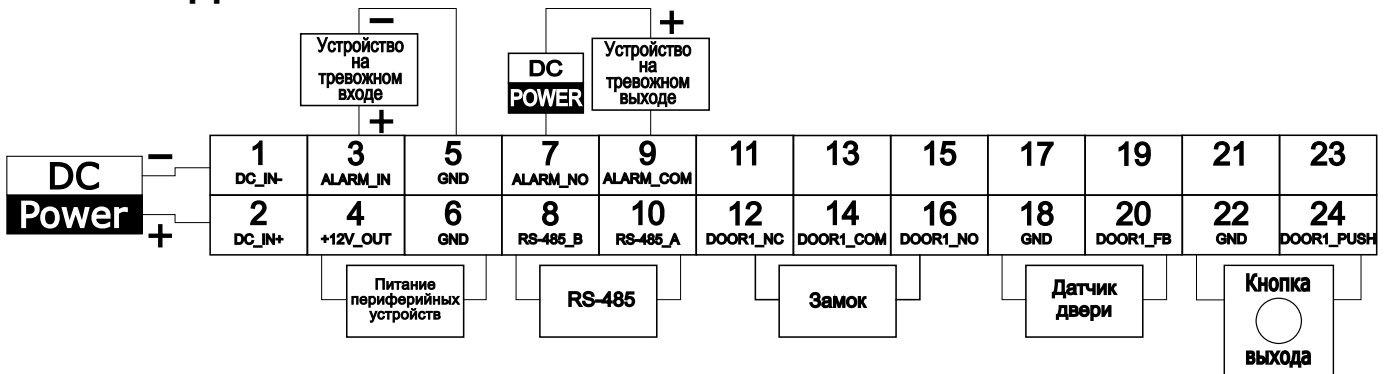 Устройство
на
тревожном
входе
−
+
DC
POWER
Устройство
на
тревожном
выходе
+
DC
Power
−
+
1 3 5 7 9 11 13 15 17 19 21 23
DC_IN- ALARM_IN GND ALARM_NO ALARM_COM
2 4 6 8 10 12 14 16 18 20 22 24
DC_IN+ +12V_OUT GND RS-485_B RS-485_A DOOR1_NC DOOR1_COM DOOR1_NO GND DOOR1_FB GND DOOR1_PUSH
Питание
периферийных
устройств
RS-485
Замок
Датчик
двери
Кнопка
выхода